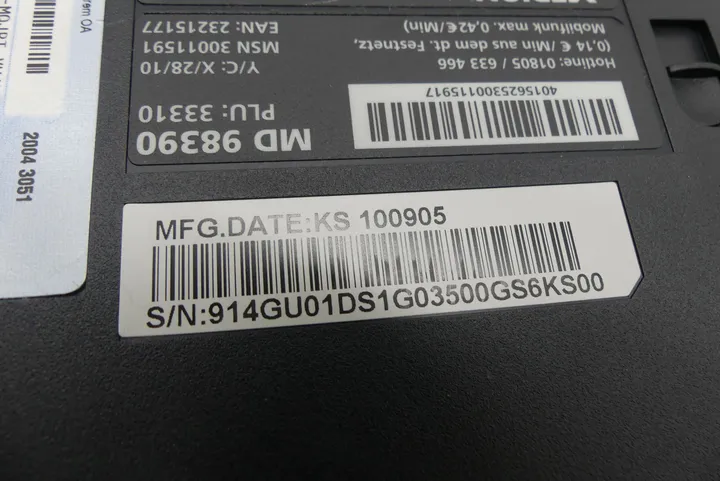 MD 98390
PLU: 33310
Y/C: X/28/10
MSN 30011591
EAN: 23215177
Hotline: 01805 / 633 466
(0.14 € /Min aus dem dt. Festnetz,
Mobilfunk max. 0,42€/Min)
4015625300115917
MFG.DATE:KS 100905
S/N:914GU01DS1G03500GS6KS00
2004 3051
OA